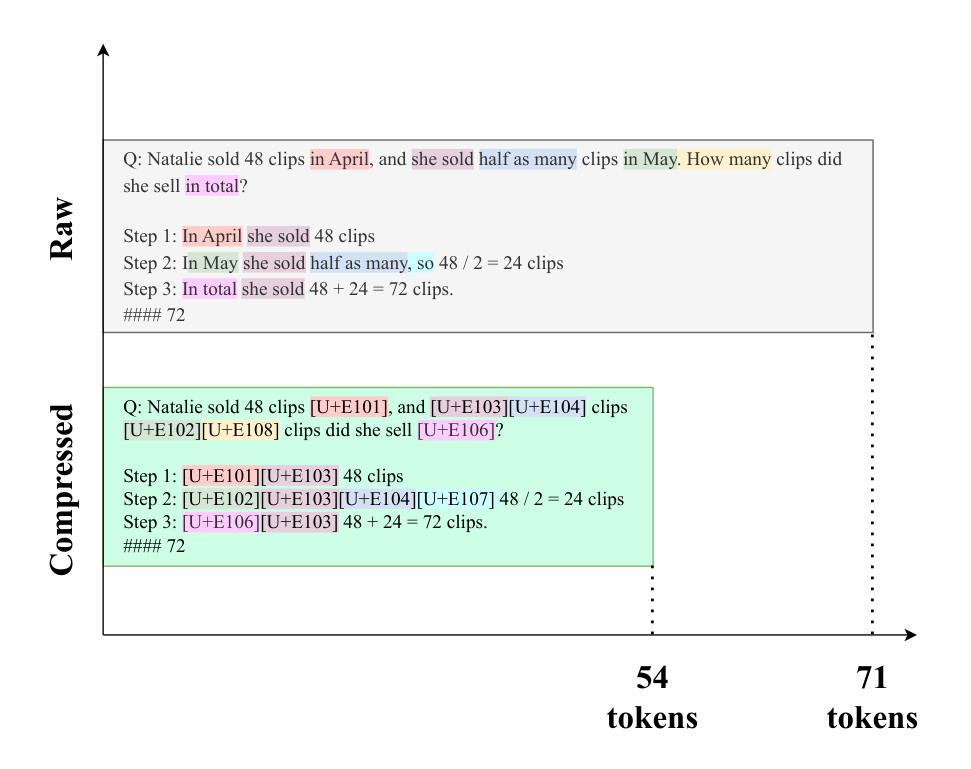 Raw
Q: Natalie sold 48 clips in April, and she sold half as many clips in May. How many clips did
she sell in total?
Step 1: In April she sold 48 clips
Step 2: In May she sold half as many, so 48 / 2 = 24 clips
Step 3: In total she sold 48 + 24 = 72 clips.
#### 72
Compressed
Q: Natalie sold 48 clips [U+E101], and [U+E103][U+E104] clips
[U+E102][U+E108] clips did she sell [U+E106]?
Step 1: [U+E101][U+E103] 48 clips
Step 2: [U+E102][U+E103][U+E104][U+E107] 48 / 2 = 24 clips
Step 3: [U+E106][U+E103] 48 + 24 = 72 clips.
#### 72
54
tokens
71
tokens